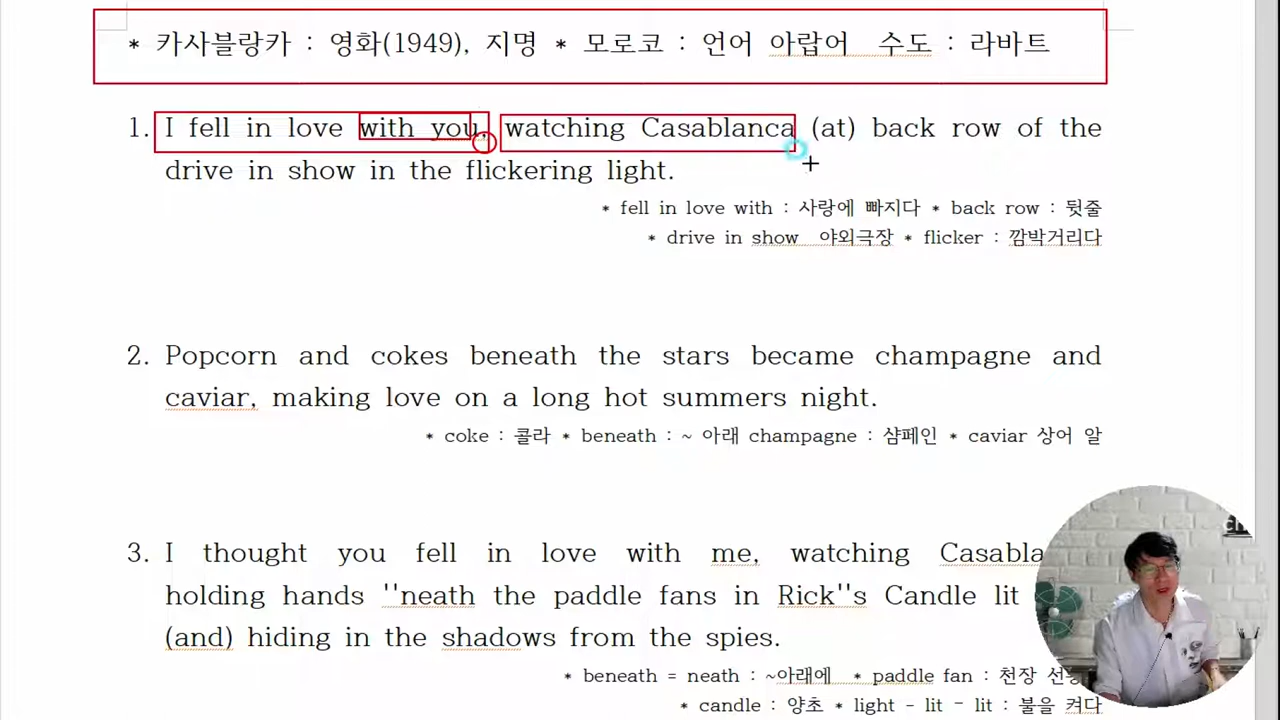 * 카사블랑카 : 영화(1949), 지명 * 모로코 : 언어 아랍어 수도 : 라바트
1. I fell in love with you, watching Casablanca (at) back row of the
drive in show in the flickering light.
* fell in love with : 사랑에 빠지다 * back row : 뒷줄
* drive in show 야외극장 * flicker : 깜박거리다
2. Popcorn and cokes beneath the stars became champagne and
caviar, making love on a long hot summers night.
* coke : 콜라 * beneath : ~ 아래 champagne : 샴페인 * caviar 상어 알
3. I thought you fell in love with me, watching
holding hands ''neath the paddle fans in Rick''s Candle lit
(and) hiding in the shadows from the spies.
* beneath = neath : ~아래에 * paddle fan : 천장
* candle : 양초 * light - lit - lit : 불을 켜다